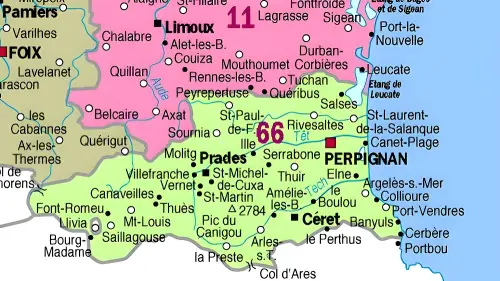 Pamiers
Varilhes
FOIX
Lavelanet
Chalabre
Limoux
St-Hilaire
11
Lagrasse
Fontfroide
Sigean
et de Sigean
Port-la-
Nouvelle
Alet-les-B.
Couiza
Quillan
Rennes-les-B.
Mouthoumet
Durban-
Corbières
Tuchan
Leucate
Etang de
Leucate
Peyrepertuse
Quéribus
Salses
Aude
Belcaire
Axat
les
Cabannes
Ax-les-
Thermes
Quérigut
Sournia
St-Paul-
de-F.
66
Rivesaltes
St-Laurent-
de-la-Salanque
Canet-Plage
Têt
Ille
Molitg
Prades
Serrabone
PERPIGNAN
Villefranche
St-Michel-
de-Cuxa
Thuir
Elne
Vernet
St-Martin
Amélie-
les-B.
Tech
le
Boulou
Argelès-s.-Mer
Collioure
Port-Vendres
Canaveilles
Thuès
2784
Pic du
Canigou
Céret
Banyuls
Font-Romeu
Llivia
Mt-Louis
Saillagouse
Bourg-
Madame
Arles-
s.-T.
la Preste
le Perthus
Cerbère
Portbou
Col d'Ares